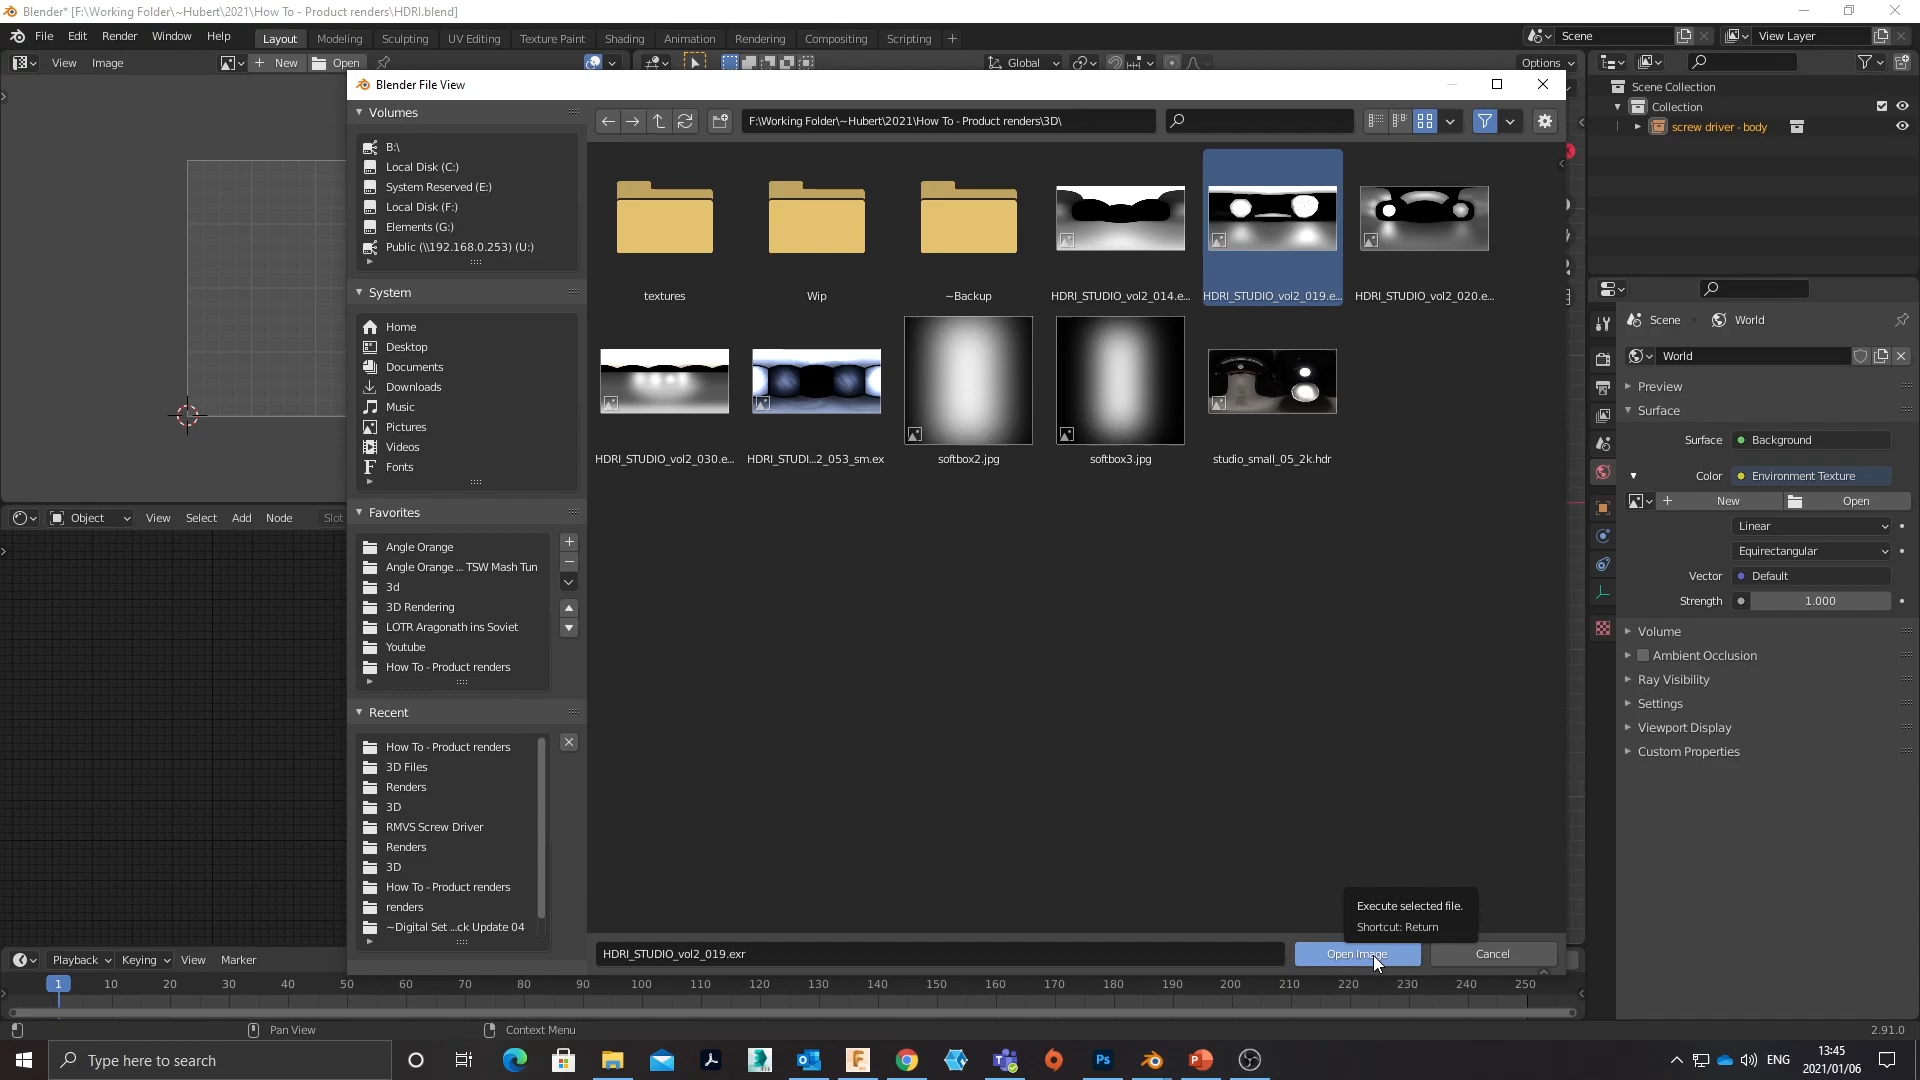 Blender* [F:\Working Folder\~Hubert\2021\How To - Product renders\HDRI.blend]
File Edit Render Window Help Layout Modeling Sculpting UV Editing Texture Paint Shading Animation Rendering Compositing Scripting + Scene View Layer
View Image New Open Global Options
Blender File View
Volumes
B:\
Local Disk (C:)
System Reserved (E:)
Local Disk (F:)
Elements (G:)
Public (\\192.168.0.253) (U:)
System
Home
Desktop
Documents
Downloads
Music
Pictures
Videos
Fonts
Favorites
Angle Orange
Angle Orange ... TSW Mash Tun
3d
3D Rendering
LOTR Aragonath ins Soviet
Youtube
How To - Product renders
Recent
How To - Product renders
3D Files
Renders
3D
RMVS Screw Driver
Renders
3D
How To - Product renders
renders
~Digital Set ...ck Update 04
F:\Working Folder\~Hubert\2021\How To - Product renders\3D\
textures Wip ~Backup HDRI_STUDIO_vol2_014.e... HDRI_STUDIO_vol2_019.e... HDRI_STUDIO_vol2_020.e...
HDRI_STUDIO_vol2_030.e... HDRI_STUDI...2_053_sm.ex softbox2.jpg softbox3.jpg studio_small_05_2k.hdr
Execute selected file.
Shortcut: Return
HDRI_STUDIO_vol2_019.exr Open Image Cancel
Scene Collection
Collection
screw driver - body
Scene World
World
Preview
Surface
Surface Background
Color Environment Texture
New Open
Linear
Equirectangular
Vector Default
Strength 1.000
Volume
Ambient Occlusion
Ray Visibility
Settings
Viewport Display
Custom Properties
Object View Select Add Node Slot
Playback Keying View Marker
1 10 20 30 40 50 60 70 80 90 100 110 120 130 140 150 160 170 180 190 200 210 220 230 240 250
Pan View Context Menu 2.91.0
Type here to search ENG 13:45
2021/01/06